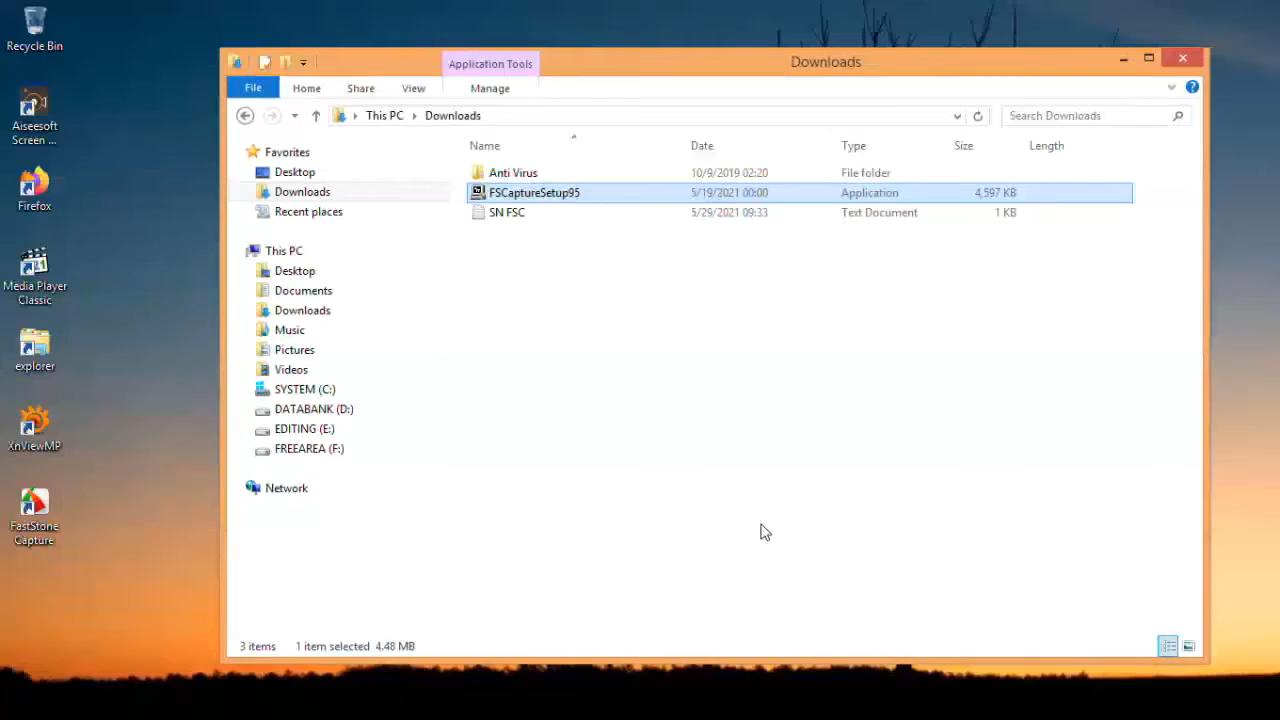 Recycle Bin
Aiseesoft
Screen ...
Firefox
Media Player
Classic
explorer
XnViewMP
FastStone
Capture
Application Tools
Downloads
File
Home
Share
View
Manage
This PC
Downloads
Search Downloads
Name
Date
Type
Size
Length
Anti Virus
10/9/2019 02:20
File folder
FSCaptureSetup95
5/19/2021 00:00
Application
4,597 KB
SN FSC
5/29/2021 09:33
Text Document
1 KB
Favorites
Desktop
Downloads
Recent places
This PC
Desktop
Documents
Downloads
Music
Pictures
Videos
SYSTEM (C:)
DATABANK (D:)
EDITING (E:)
FREEAREA (F:)
Network
3 items
1 item selected 4.48 MB